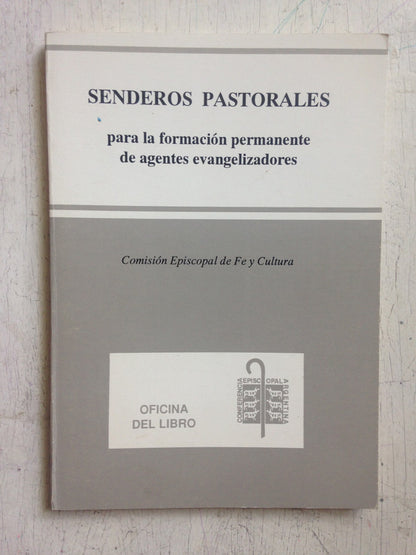 SENDEROS PASTORALES
para la formación permanente
de agentes evangelizadores
Comisión Episcopal de Fe y Cultura
OFICINA
DEL LIBRO
CONFERENCIA
EPISCOPAL
ARGENTINA